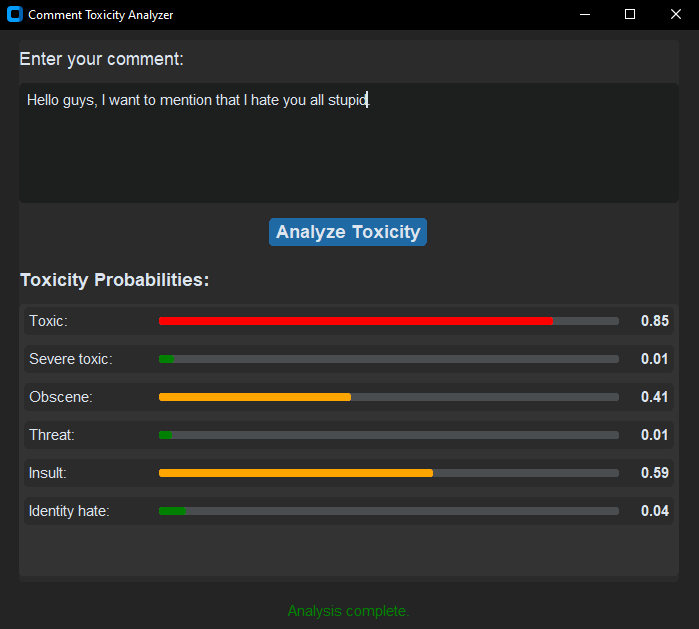 Comment Toxicity Analyzer
Enter your comment:
Hello guys, I want to mention that I hate you all stupid.
Analyze Toxicity
Toxicity Probabilities:
Toxic: 0.85
Severe toxic: 0.01
Obscene: 0.41
Threat: 0.01
Insult: 0.59
Identity hate: 0.04
Analysis complete.